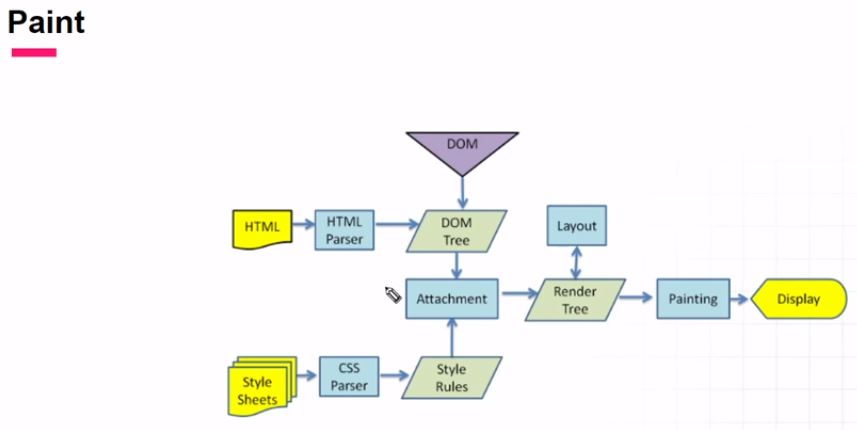 Paint
DOM
HTML
HTML
Parser
DOM
Tree
Layout
Attachment
Render
Tree
Painting
Display
Style
Sheets
CSS
Parser
Style
Rules